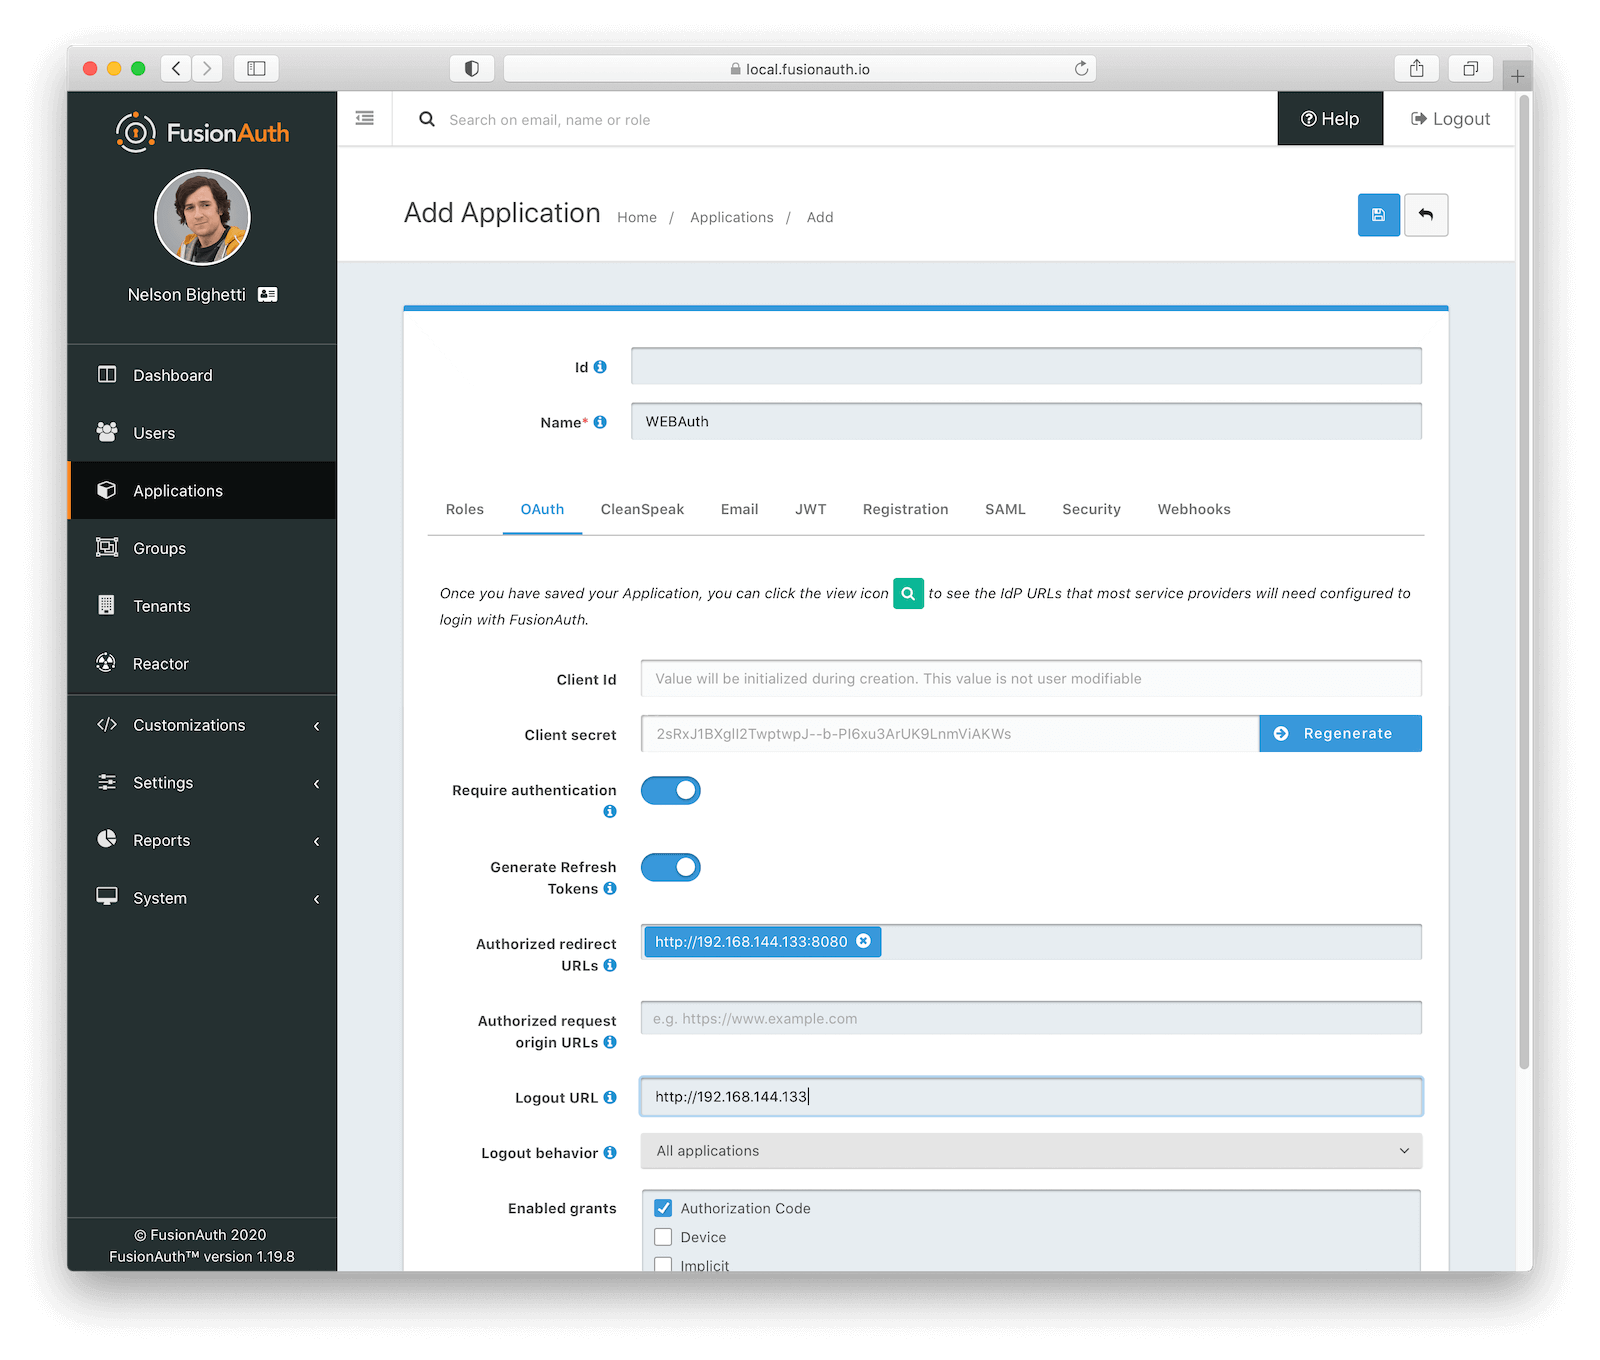 local.fusionauth.io
FusionAuth
Search on email, name or role
Help
Logout
Nelson Bighetti
Add Application
Home / Applications / Add
Dashboard
Users
Applications
Groups
Tenants
Reactor
Customizations
Settings
Reports
System
© FusionAuth 2020
FusionAuth™ version 1.19.8
Id
Name* WEBAuth
Roles OAuth CleanSpeak Email JWT Registration SAML Security Webhooks
Once you have saved your Application, you can click the view icon to see the IdP URLs that most service providers will need configured to
login with FusionAuth.
Client Id Value will be initialized during creation. This value is not user modifiable
Client secret 2sRxJ1BXglI2TwptwpJ--b-PI6xu3ArUK9LnmViAKWs Regenerate
Require authentication
Generate Refresh
Tokens
Authorized redirect
URLs
http://192.168.144.133:8080
Authorized request
origin URLs
e.g. https://www.example.com
Logout URL http://192.168.144.133
Logout behavior All applications
Enabled grants Authorization Code
Device
Implicit